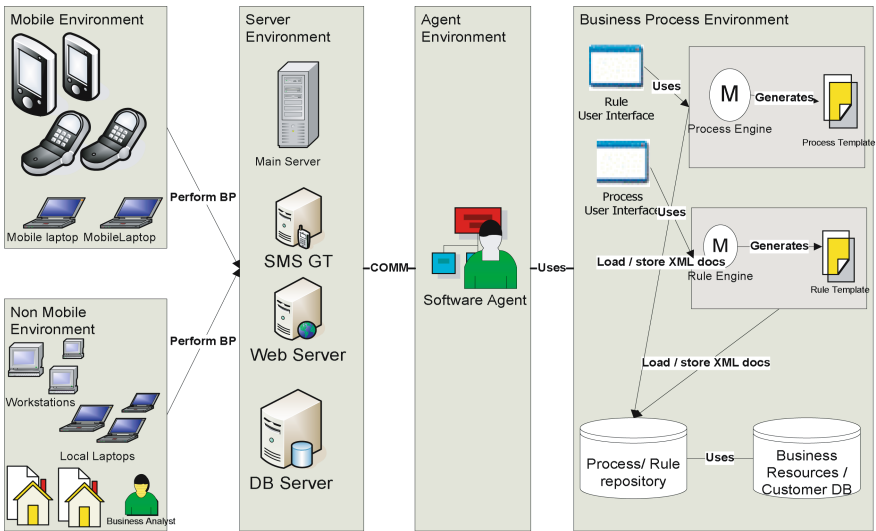 Mobile Environment
Mobile laptop
MobileLaptop
Perform BP
Non Mobile
Environment
Workstations
Local Laptops
Business Analyst
Perform BP
Server
Environment
Main Server
SMS GT
Web Server
DB Server
COMM
Agent
Environment
Software Agent
Uses
Business Process Environment
Rule
User Interface
Uses
M
Process Engine
Generates
Process Template
Process
User Interface
Uses
Load / store XML docs
M
Rule Engine
Generates
Rule Template
Load / store XML docs
Process/ Rule
repository
Uses
Business
Resources /
Customer DB